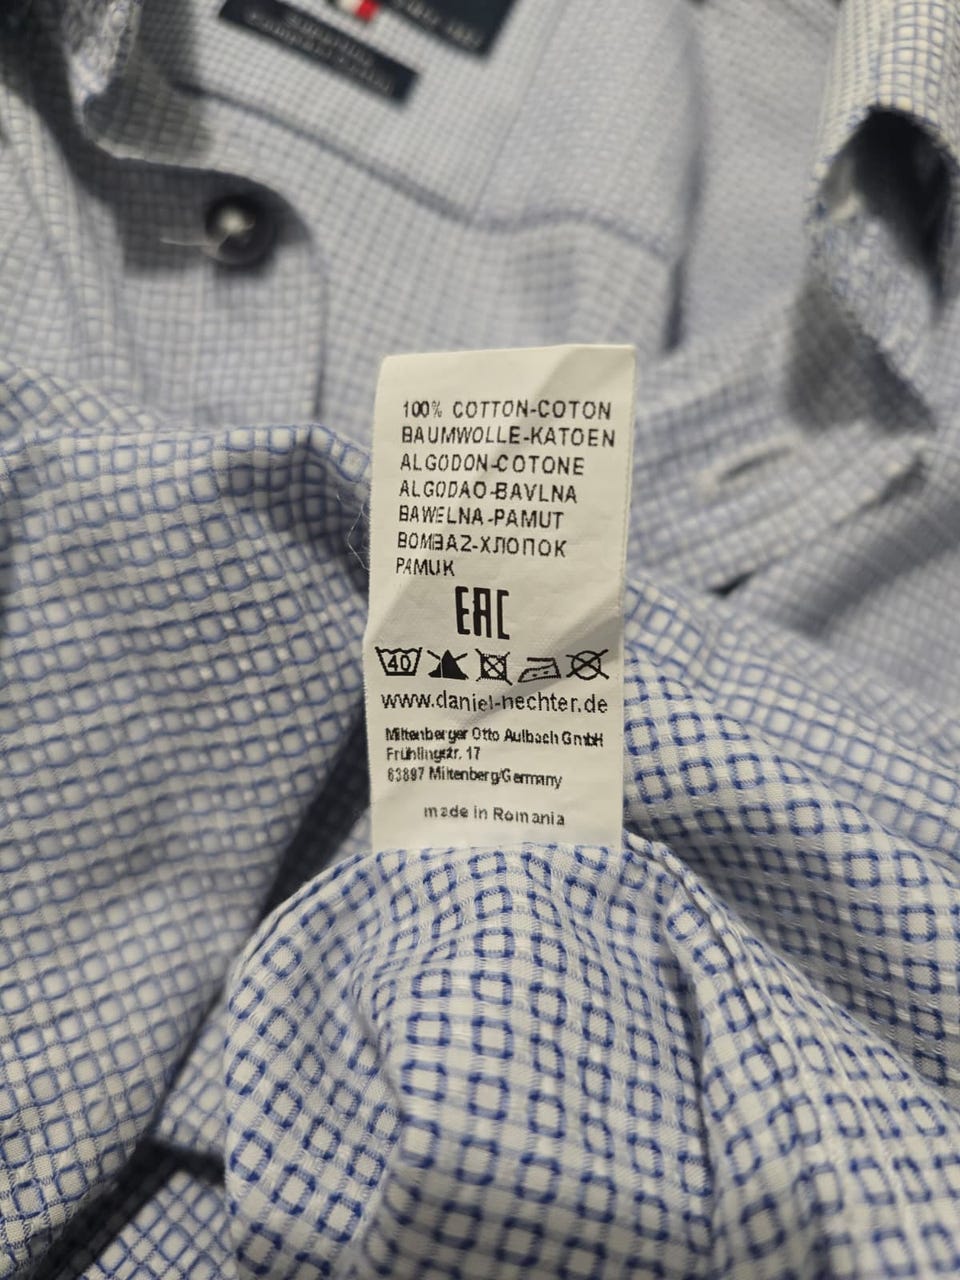 100% COTTON-COTON
BAUMWOLLE-KATOEN
ALGODON-COTONE
ALGODAO-BAVLNA
BAWELNA-PAMUT
BOMBAZ-ХЛОПОК
PAMUK
EAC
40
www.daniel-hechter.de
Miltenberger Otto Aulbach GmbH
Frühlingstr. 17
63897 Miltenberg/Germany
made in Romania